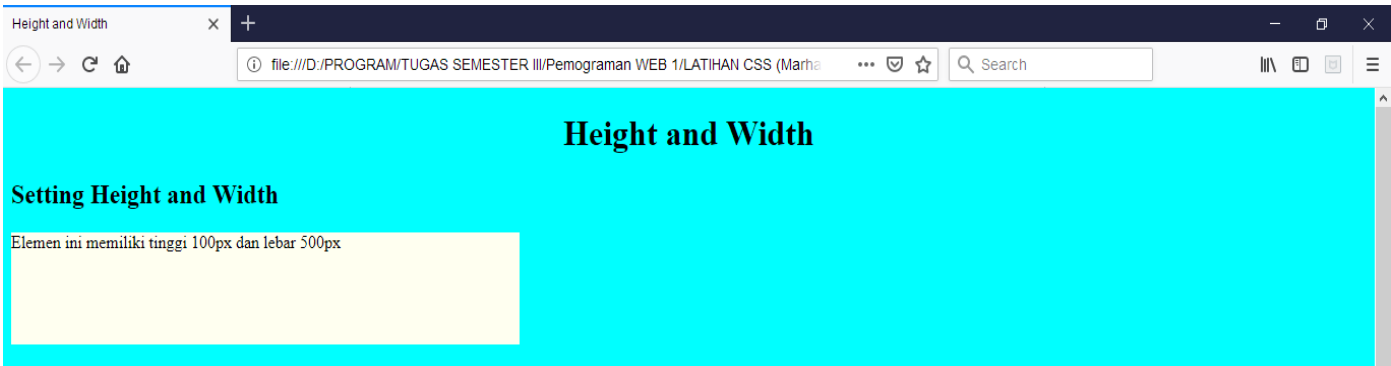 Height and Width
file:///D:/PROGRAM/TUGAS SEMESTER III/Pemograman WEB 1/LATIHAN CSS (Marha
Search
Height and Width
Setting Height and Width
Elemen ini memiliki tinggi 100px dan lebar 500px